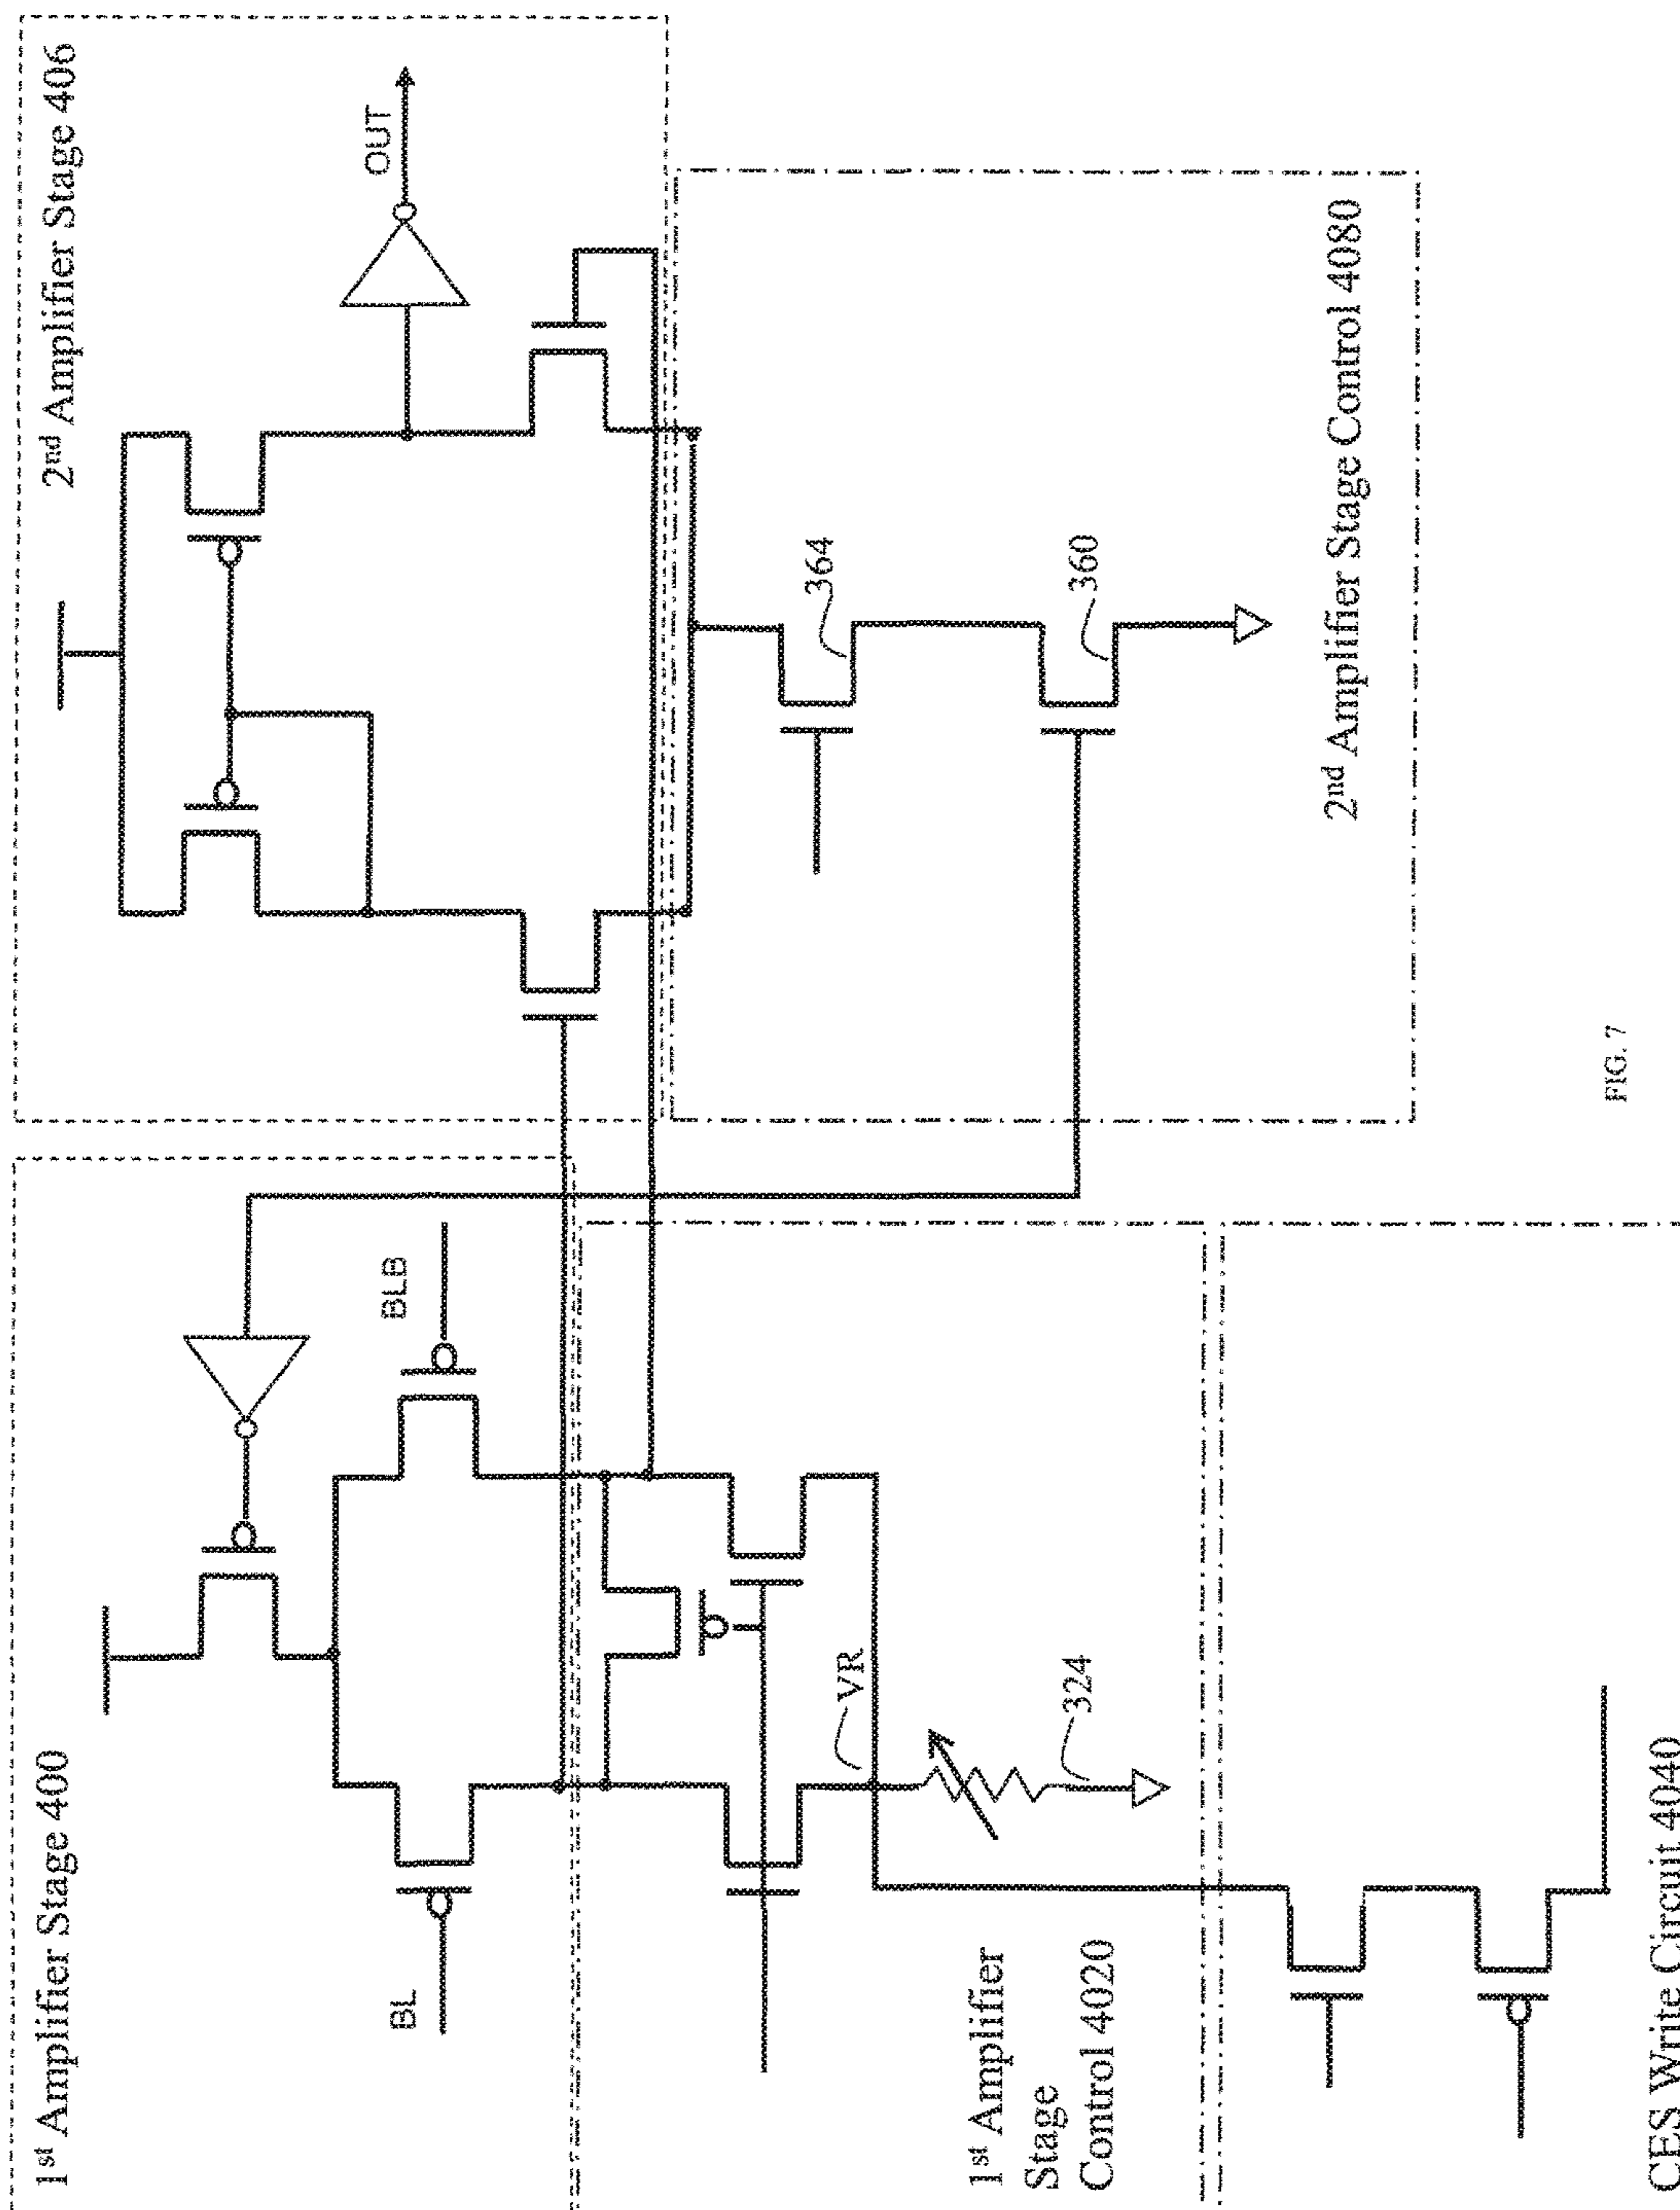 1st Amplifier Stage 400
2nd Amplifier Stage 406
OUT
BL
BLB
364
360
VR
324
1st Amplifier
Stage
Control 4020
2nd Amplifier Stage Control 4080
CES Write Circuit 4040
FIG. 7